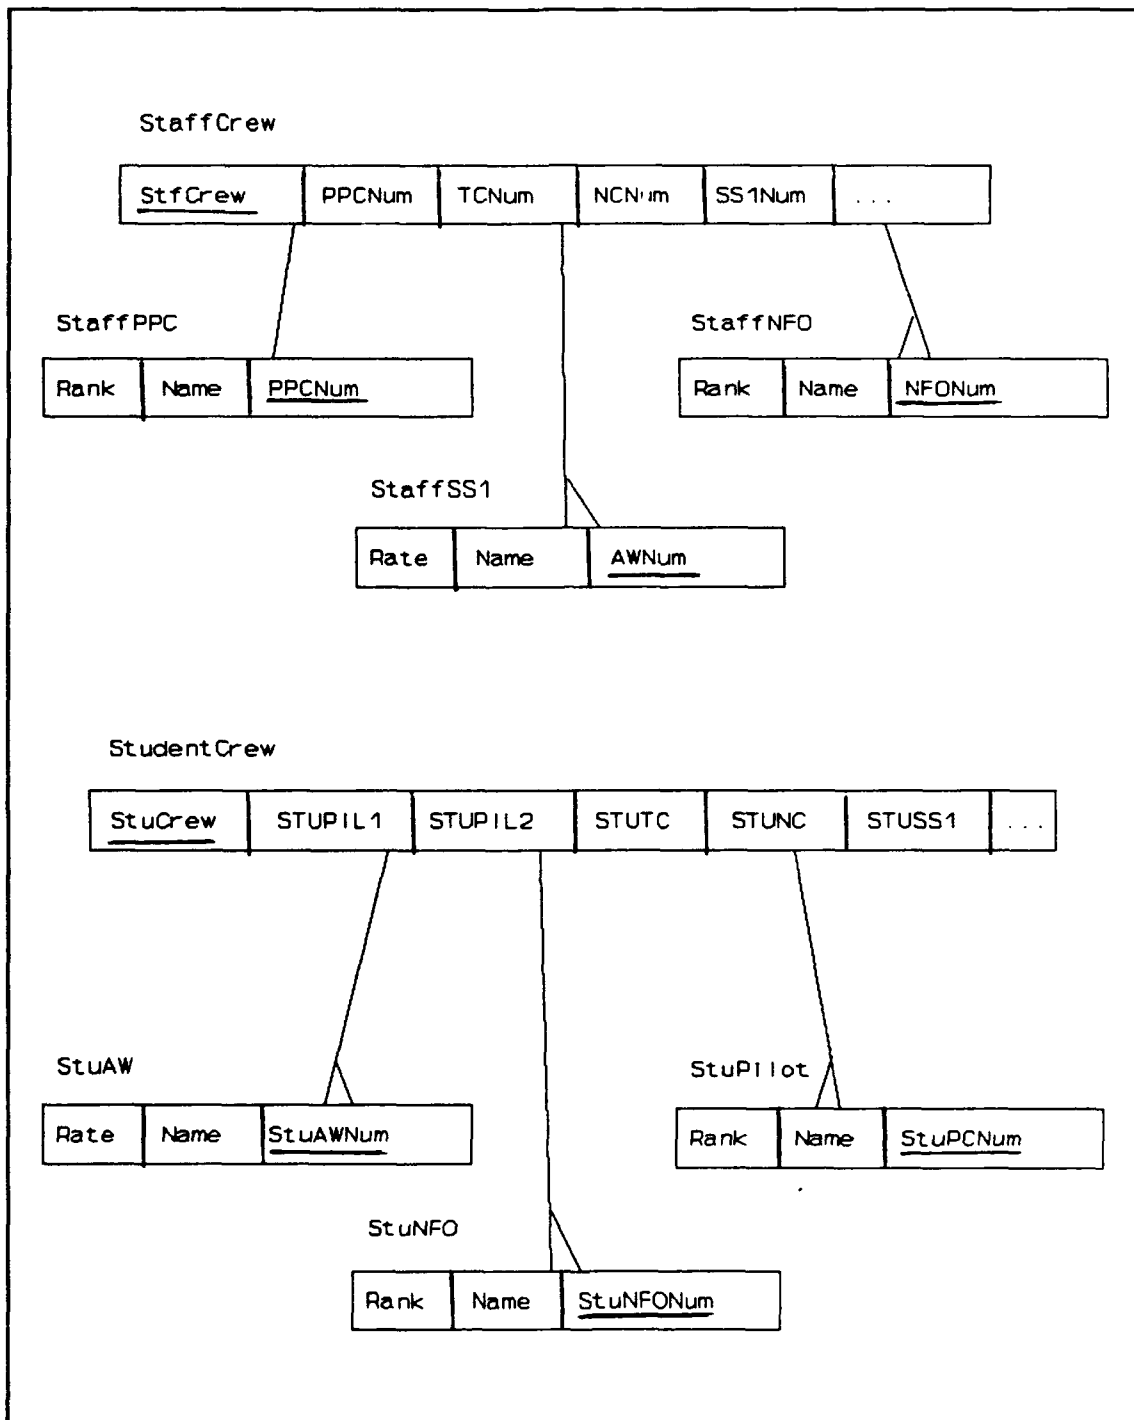 StaffCrew
StfCrew PPCNum TCNum NCNum SS1Num ...
StaffPPC
Rank Name PPCNum
StaffNFO
Rank Name NFONum
StaffSS1
Rate Name AWNum
StudentCrew
StuCrew STUPIL1 STUPIL2 STUTC STUNC STUSS1 ...
StuAW
Rate Name StuAWNum
StuPilot
Rank Name StuPCNum
StuNFO
Rank Name StuNFONum